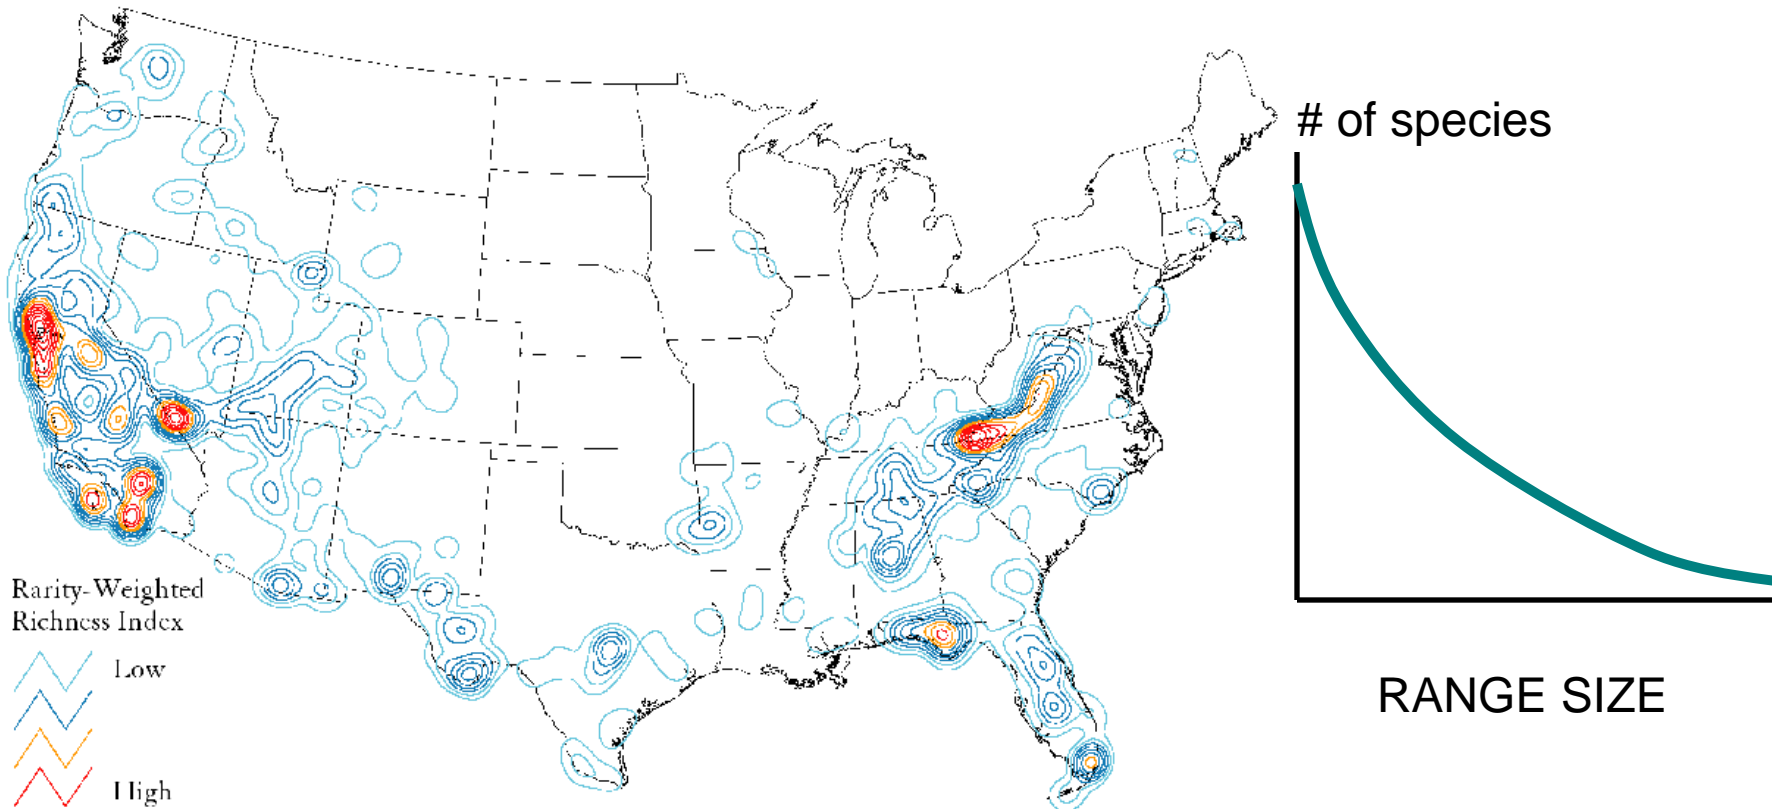 # of species
Rarity-Weighted
Richness Index
Low
High
RANGE SIZE